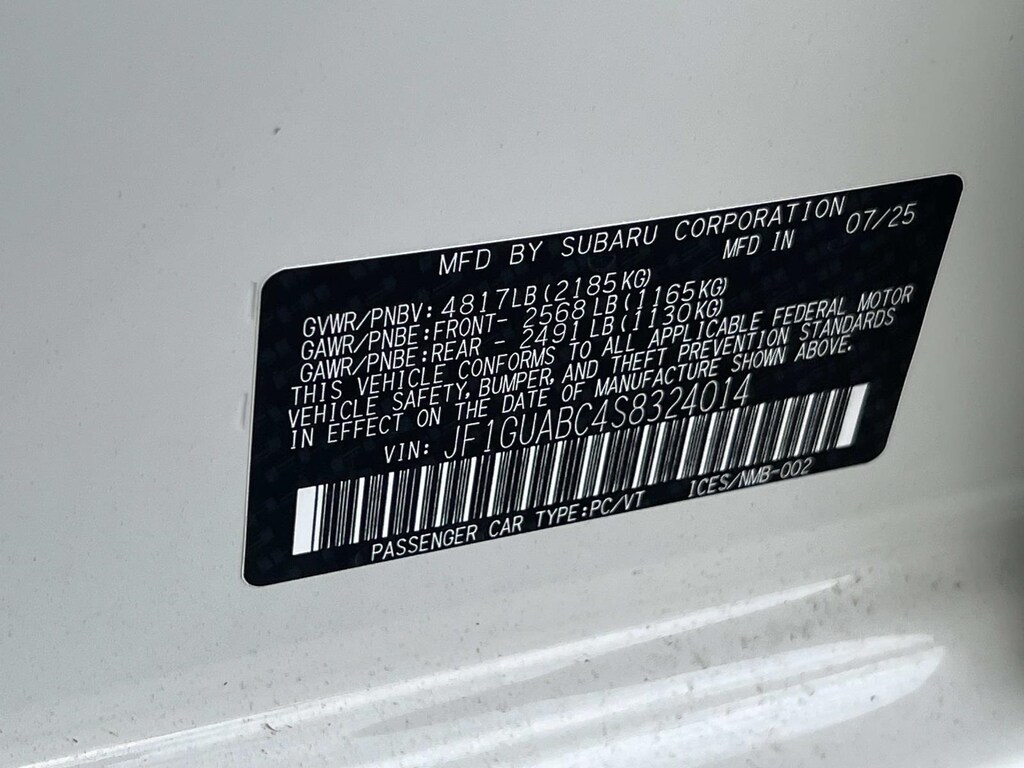 MFD BY SUBARU CORPORATION
MFD IN 07/25
GVWR/PNBV: 4817LB(2185KG)
GAWR/PNBE:FRONT- 2568LB(1165KG)
GAWR/PNBE:REAR - 2491LB(1130KG)
THIS VEHICLE CONFORMS TO ALL APPLICABLE FEDERAL MOTOR
VEHICLE SAFETY,BUMPER,AND THEFT PREVENTION STANDARDS
IN EFFECT ON THE DATE OF MANUFACTURE SHOWN ABOVE.
VIN: JF1GUABC4S8324014
PASSENGER CAR TYPE:PC/VT ICES/NMB-002